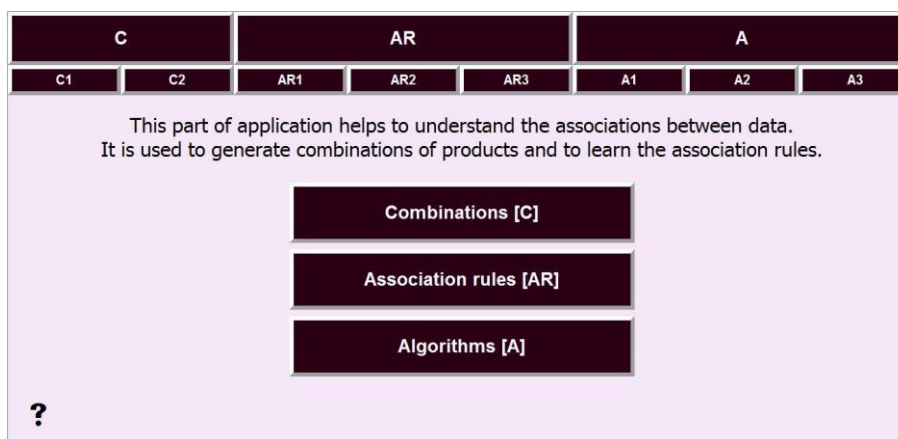 C AR A
C1 C2 AR1 AR2 AR3 A1 A2 A3
This part of application helps to understand the associations between data.
It is used to generate combinations of products and to learn the association rules.
Combinations [C]
Association rules [AR]
Algorithms [A]
?